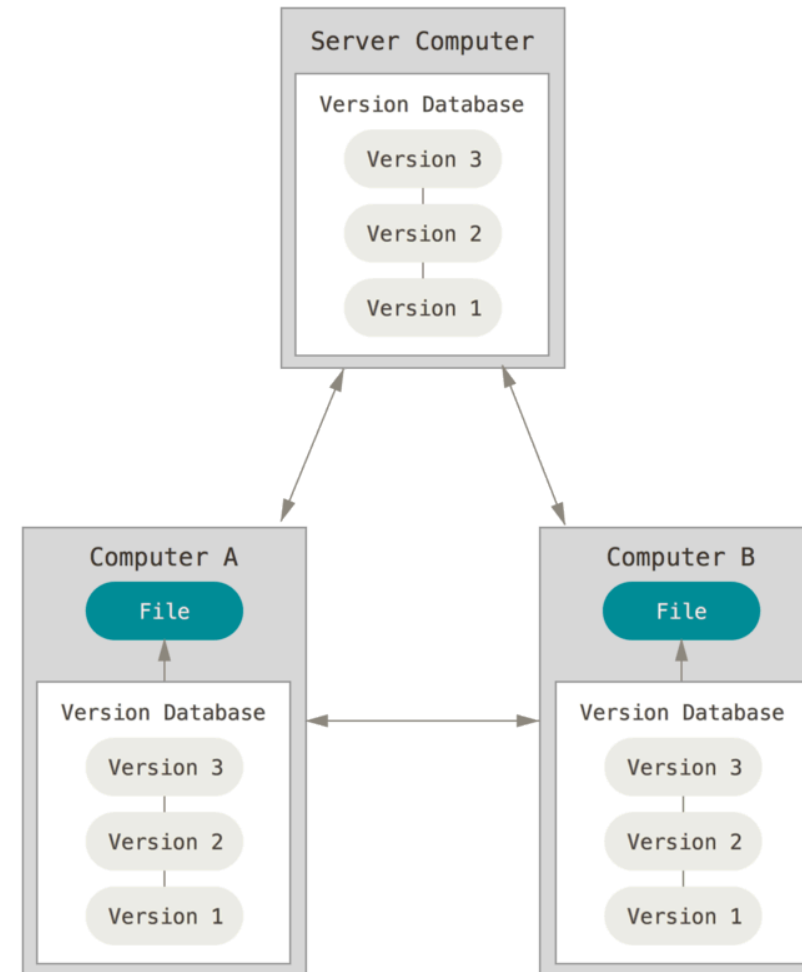 Server Computer
Version Database
Version 3
Version 2
Version 1
Computer A
File
Version Database
Version 3
Version 2
Version 1
Computer B
File
Version Database
Version 3
Version 2
Version 1